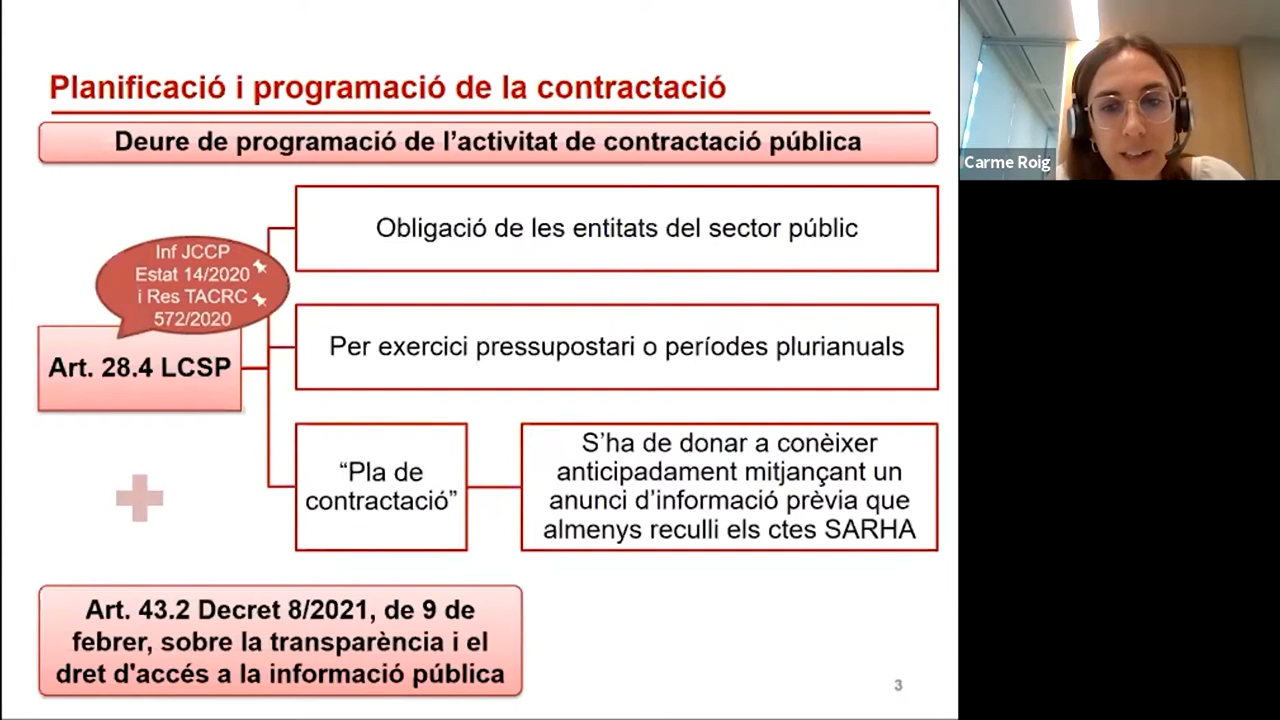 Planificació i programació de la contractació
Deure de programació de l’activitat de contractació pública
Obligació de les entitats del sector públic
Inf JCCP
Estat 14/2020
i Res TACRC
572/2020
Art. 28.4 LCSP
Per exercici pressupostari o períodes plurianuals
“Pla de
contractació”
S’ha de donar a conèixer
anticipadament mitjançant un
anunci d’informació prèvia que
almenys reculli els ctes SARHA
Art. 43.2 Decret 8/2021, de 9 de
febrer, sobre la transparència i el
dret d'accés a la informació pública
3
Carme Roig